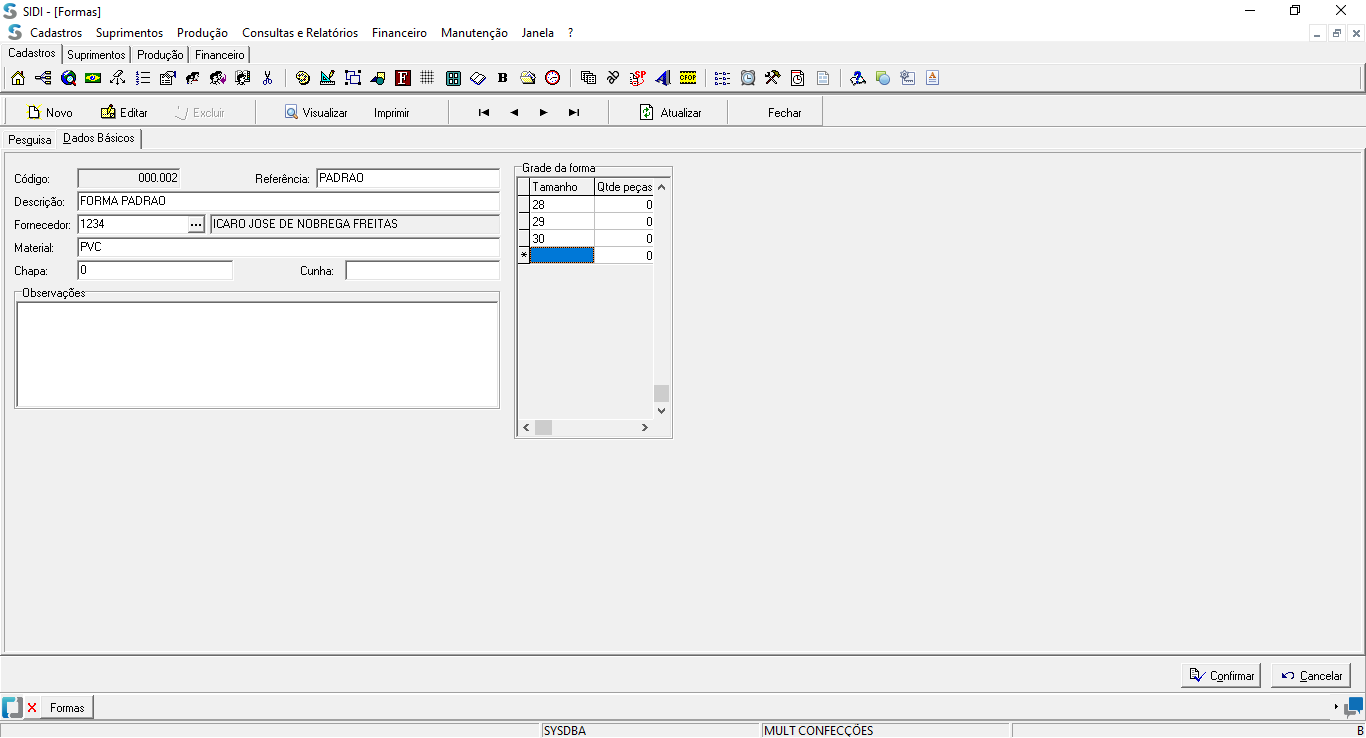 SIDI - [Formas]
Cadastros Suprimentos Produção Consultas e Relatórios Financeiro Manutenção Janela ?
Cadastros Suprimentos Produção Financeiro
F B SP CFOP A
Novo Editar Excluir Visualizar Imprimir Atualizar Fechar
Pesquisa Dados Básicos
Código: 000.002 Referência: PADRAO
Descrição: FORMA PADRAO
Fornecedor: 1234 ... ICARO JOSE DE NOBREGA FREITAS
Material: PVC
Chapa: 0 Cunha:
Observações
Grade da forma
Tamanho Qtde peças
28 0
29 0
30 0
* 0
Confirmar Cancelar
Formas
SYSDBA MULT CONFECÇÕES B